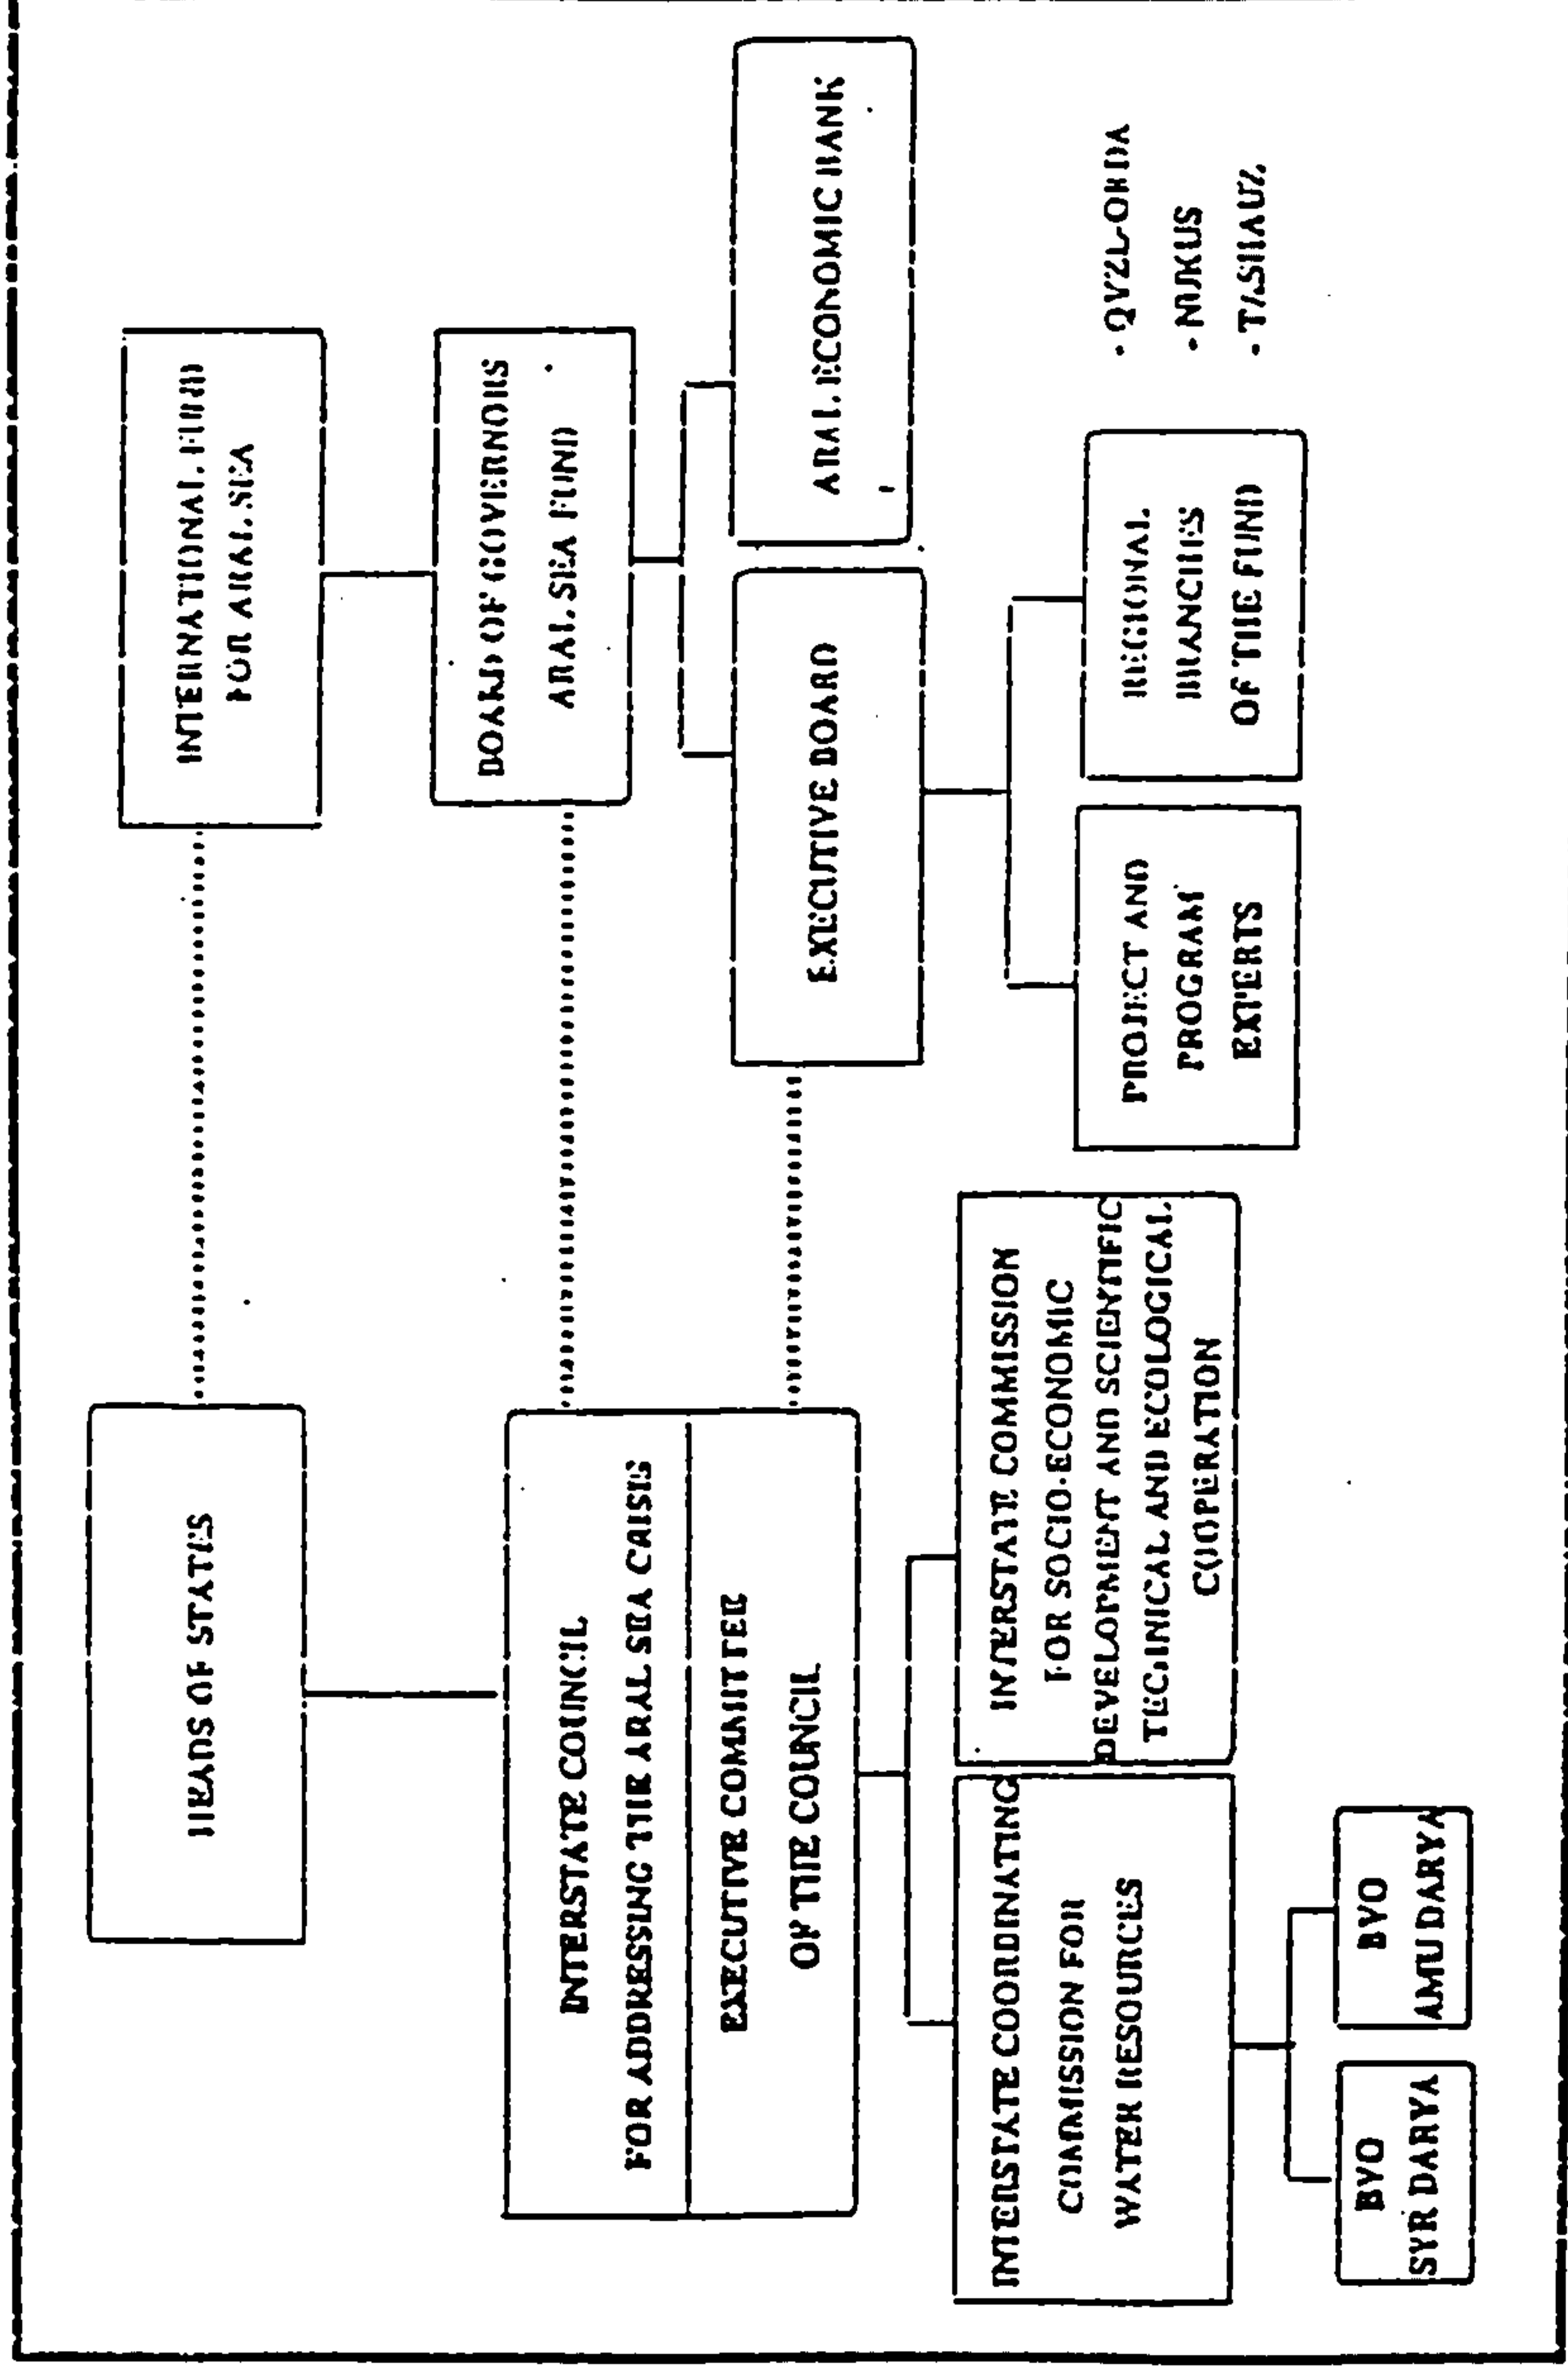 HEADS OF STATES
INTERNATIONAL FUND
FOR ARAL SEA
INTERSTATE COUNCIL
FOR ADDRESSING THE ARAL SEA CRISIS
EXECUTIVE COMMITTEE
OF THE COUNCIL
BOARD OF GOVERNORS
ARAL SEA FUND
EXECUTIVE BOARD
ARAL ECONOMIC BANK
INTERSTATE COORDINATING
COMMISSION FOR
WATER RESOURCES
INTERSTATE COMMISSION
FOR SOCIO-ECONOMIC
DEVELOPMENT AND SCIENTIFIC
TECHNICAL AND ECOLOGICAL
COOPERATION
PROJECT AND
PROGRAM
EXPERTS
REGIONAL
BRANCHES
OF THE FUND
- QYZLORDA
- NUKUS
- TASHAUZ
BVO
SYR DARYA
BVO
AMU DARYA